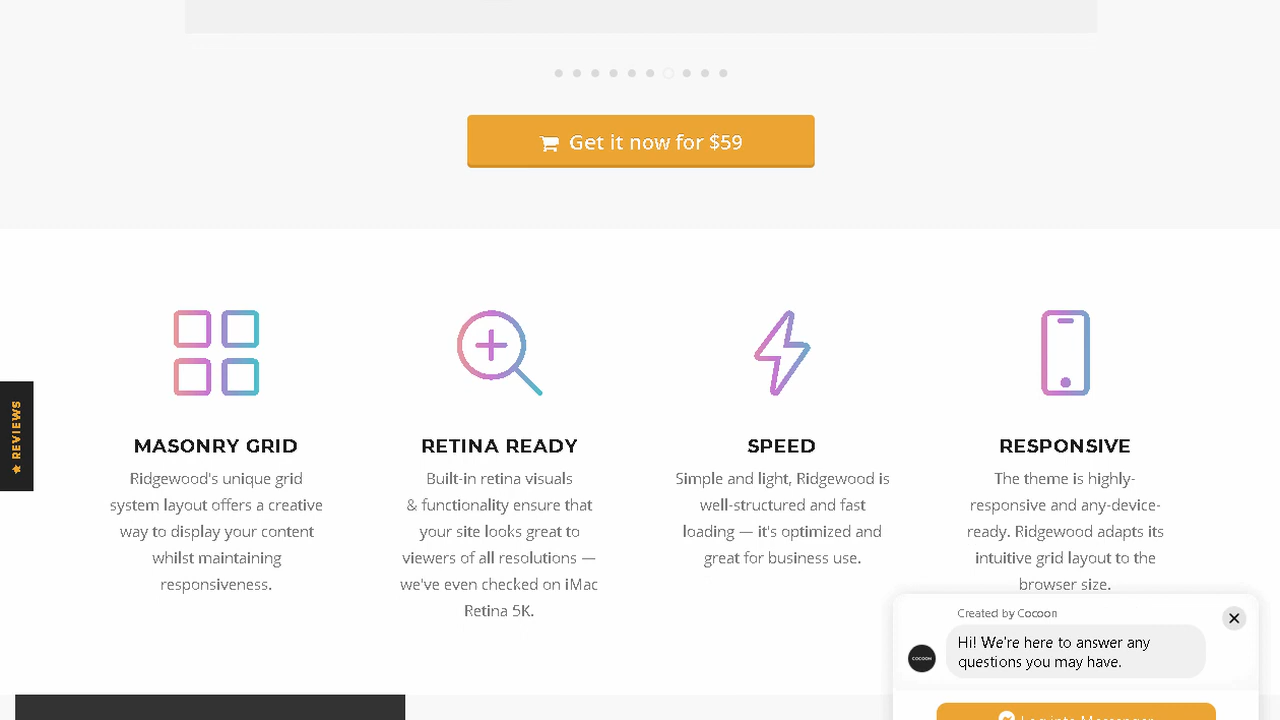 Get it now for $59
★ REVIEWS
MASONRY GRID
Ridgewood's unique grid
system layout offers a creative
way to display your content
whilst maintaining
responsiveness.
RETINA READY
Built-in retina visuals
& functionality ensure that
your site looks great to
viewers of all resolutions —
we've even checked on iMac
Retina 5K.
SPEED
Simple and light, Ridgewood is
well-structured and fast
loading — it's optimized and
great for business use.
RESPONSIVE
The theme is highly-
responsive and any-device-
ready. Ridgewood adapts its
intuitive grid layout to the
browser size.
Created by Cocoon
COCOON
Hi! We're here to answer any
questions you may have.
Log into Messenger